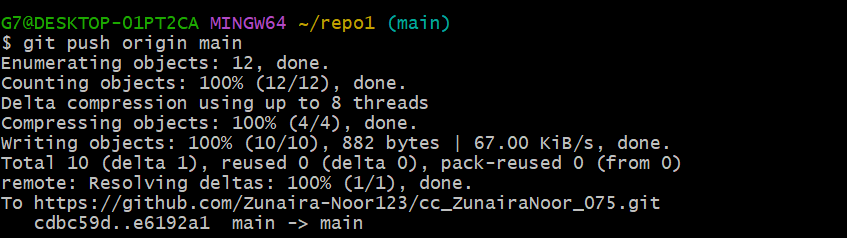 G7@DESKTOP-01PT2CA MINGW64 ~/repo1 (main)
$ git push origin main
Enumerating objects: 12, done.
Counting objects: 100% (12/12), done.
Delta compression using up to 8 threads
Compressing objects: 100% (4/4), done.
Writing objects: 100% (10/10), 882 bytes | 67.00 KiB/s, done.
Total 10 (delta 1), reused 0 (delta 0), pack-reused 0 (from 0)
remote: Resolving deltas: 100% (1/1), done.
To https://github.com/Zunaira-Noor123/cc_ZunairaNoor_075.git
   cdbc59d..e6192a1  main -> main